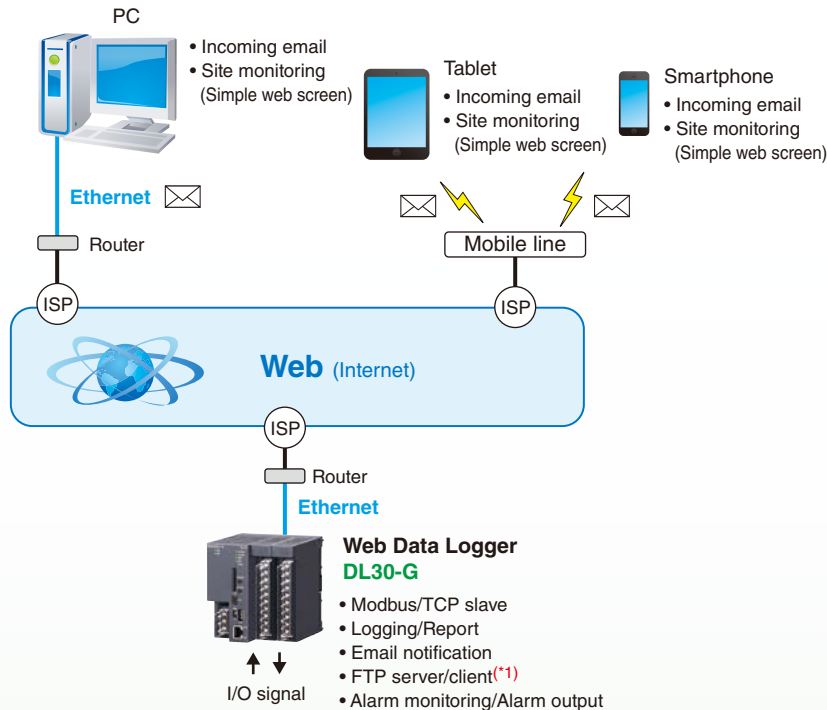 PC
• Incoming email
• Site monitoring
(Simple web screen)
Tablet
• Incoming email
• Site monitoring
(Simple web screen)
Smartphone
• Incoming email
• Site monitoring
(Simple web screen)
Ethernet
Router
Mobile line
ISP
ISP
Web (Internet)
ISP
Router
Ethernet
Web Data Logger
DL30-G
• Modbus/TCP slave
• Logging/Report
• Email notification
• FTP server/client(*1)
• Alarm monitoring/Alarm output
I/O signal